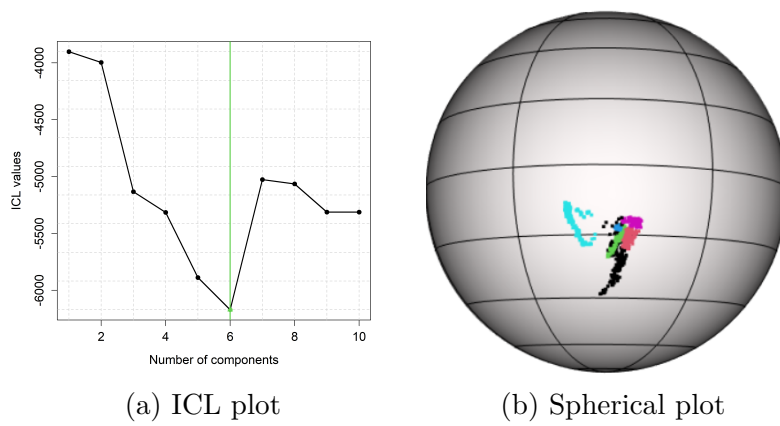 ICL values
-4000
-4500
-5000
-5500
-6000
2 4 6 8 10
Number of components
(a) ICL plot
(b) Spherical plot